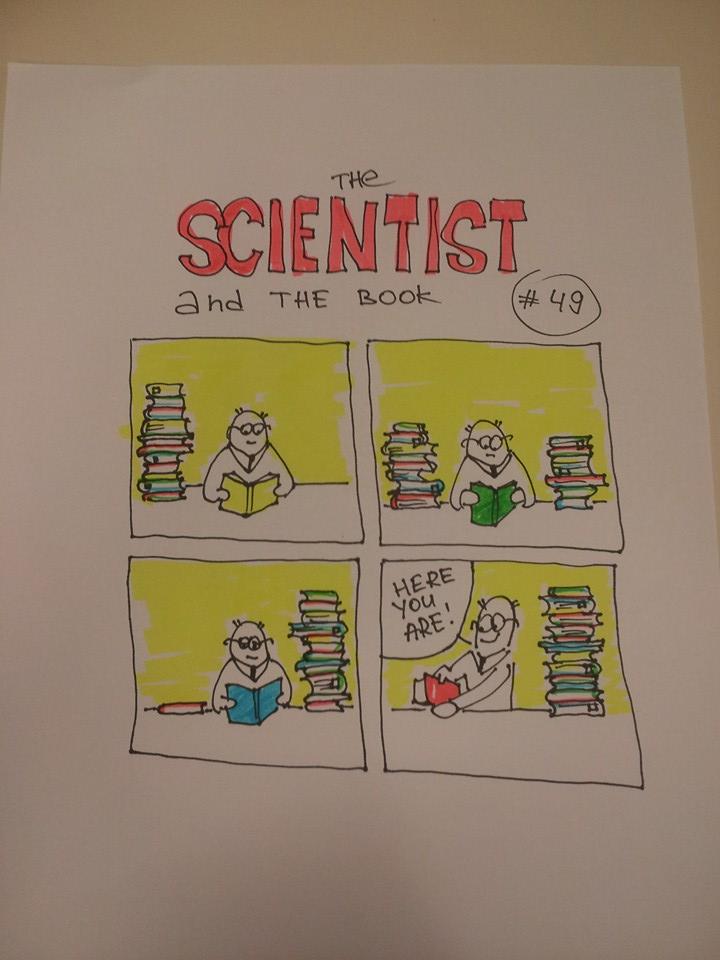 THe
SCIENTIST
and THE BOOK
#49
HERE
YOU
ARE!